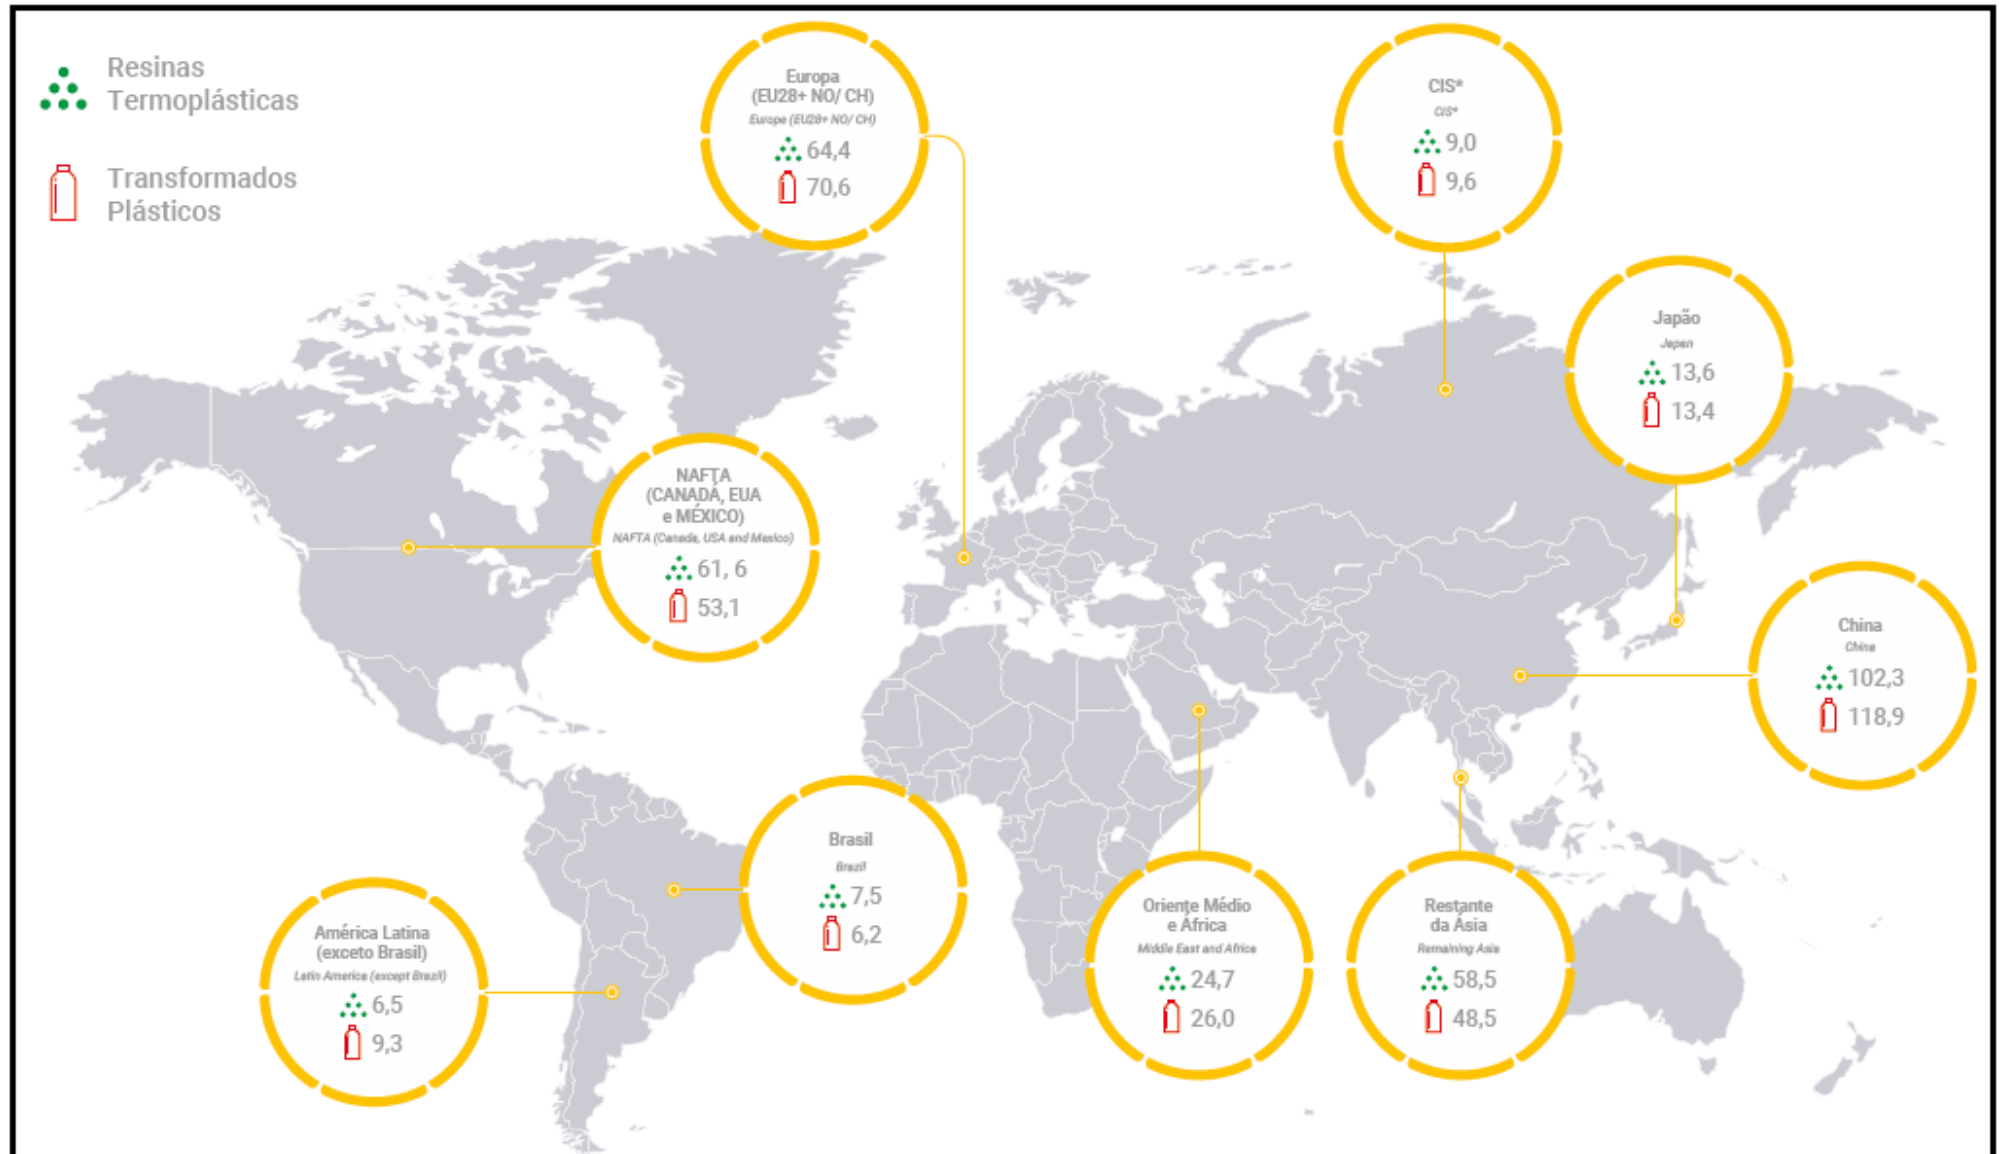 Resinas
Termoplásticas
Transformados
Plásticos
Europa
(EU28+ NO/ CH)
Europe (EU28+ NO/ CH)
64,4
70,6
CIS*
CIS*
9,0
9,6
Japão
Japan
13,6
13,4
NAFTA
(CANADÁ, EUA
e MÉXICO)
NAFTA (Canada, USA and Mexico)
61, 6
53,1
China
China
102,3
118,9
Brasil
Brazil
7,5
6,2
América Latina
(exceto Brasil)
Latin America (except Brazil)
6,5
9,3
Oriente Médio
e África
Middle East and Africa
24,7
26,0
Restante
da Ásia
Remaining Asia
58,5
48,5